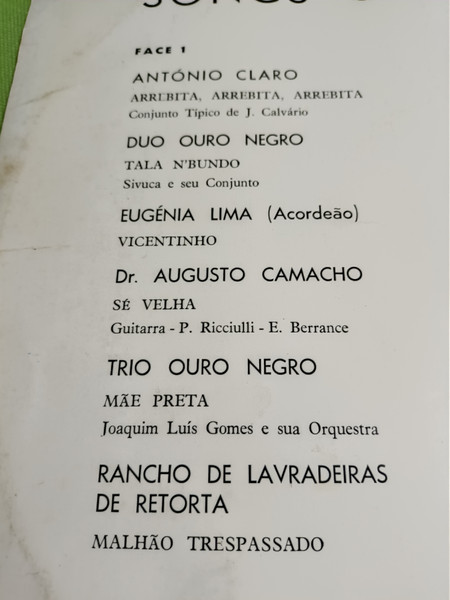 FACE 1
ANTÓNIO CLARO
ARREBITA, ARREBITA, ARREBITA
Conjunto Típico de J. Calvário
DUO OURO NEGRO
TALA N'BUNDO
Sivuca e seu Conjunto
EUGÉNIA LIMA (Acordeão)
VICENTINHO
Dr. AUGUSTO CAMACHO
SÉ VELHA
Guitarra - P. Ricciulli - E. Berrance
TRIO OURO NEGRO
MÃE PRETA
Joaquim Luís Gomes e sua Orquestra
RANCHO DE LAVRADEIRAS
DE RETORTA
MALHÃO TRESPASSADO